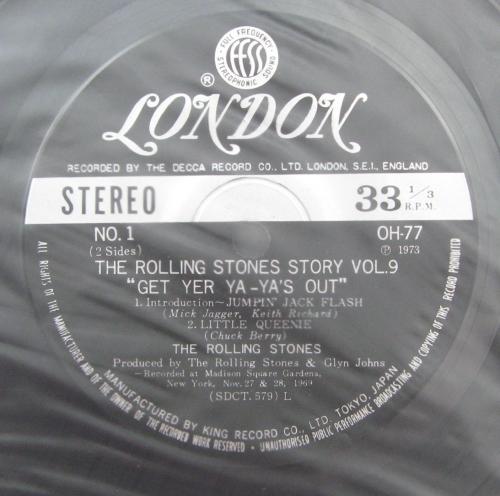 FULL FREQUENCY
ffss
STEREOPHONIC SOUND
®
LONDON
RECORDED BY THE DECCA RECORD CO., LTD. LONDON, S.E.I., ENGLAND
STEREO 33 1/3 R.P.M.
NO. 1 OH-77
(2 Sides) ℗ 1973
THE ROLLING STONES STORY VOL.9
"GET YER YA-YA'S OUT"
1. Introduction~JUMPIN' JACK FLASH
(Mick Jagger, Keith Richard)
2. LITTLE QUEENIE
(Chuck Berry)
THE ROLLING STONES
Produced by The Rolling Stones & Glyn Johns
—Recorded at Madison Square Gardens,
New York, Nov. 27 & 28, 1969
(SDCT. 579) L
MANUFACTURED BY KING RECORD CO., LTD. TOKYO, JAPAN
ALL RIGHTS OF THE MANUFACTURER AND OF THE OWNER OF THE RECORDED WORK RESERVED - UNAUTHORISED PUBLIC PERFORMANCE BROADCASTING AND COPYING OF THIS RECORD PROHIBITED